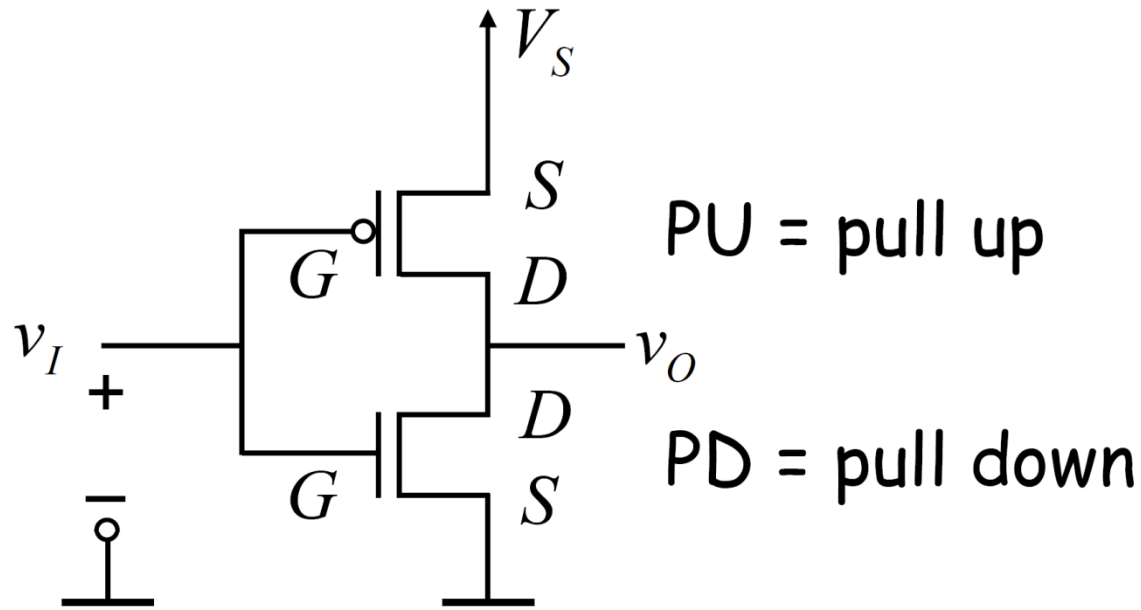 V_S
S
G
D
PU = pull up
v_I
+
v_O
D
G
S
PD = pull down
−